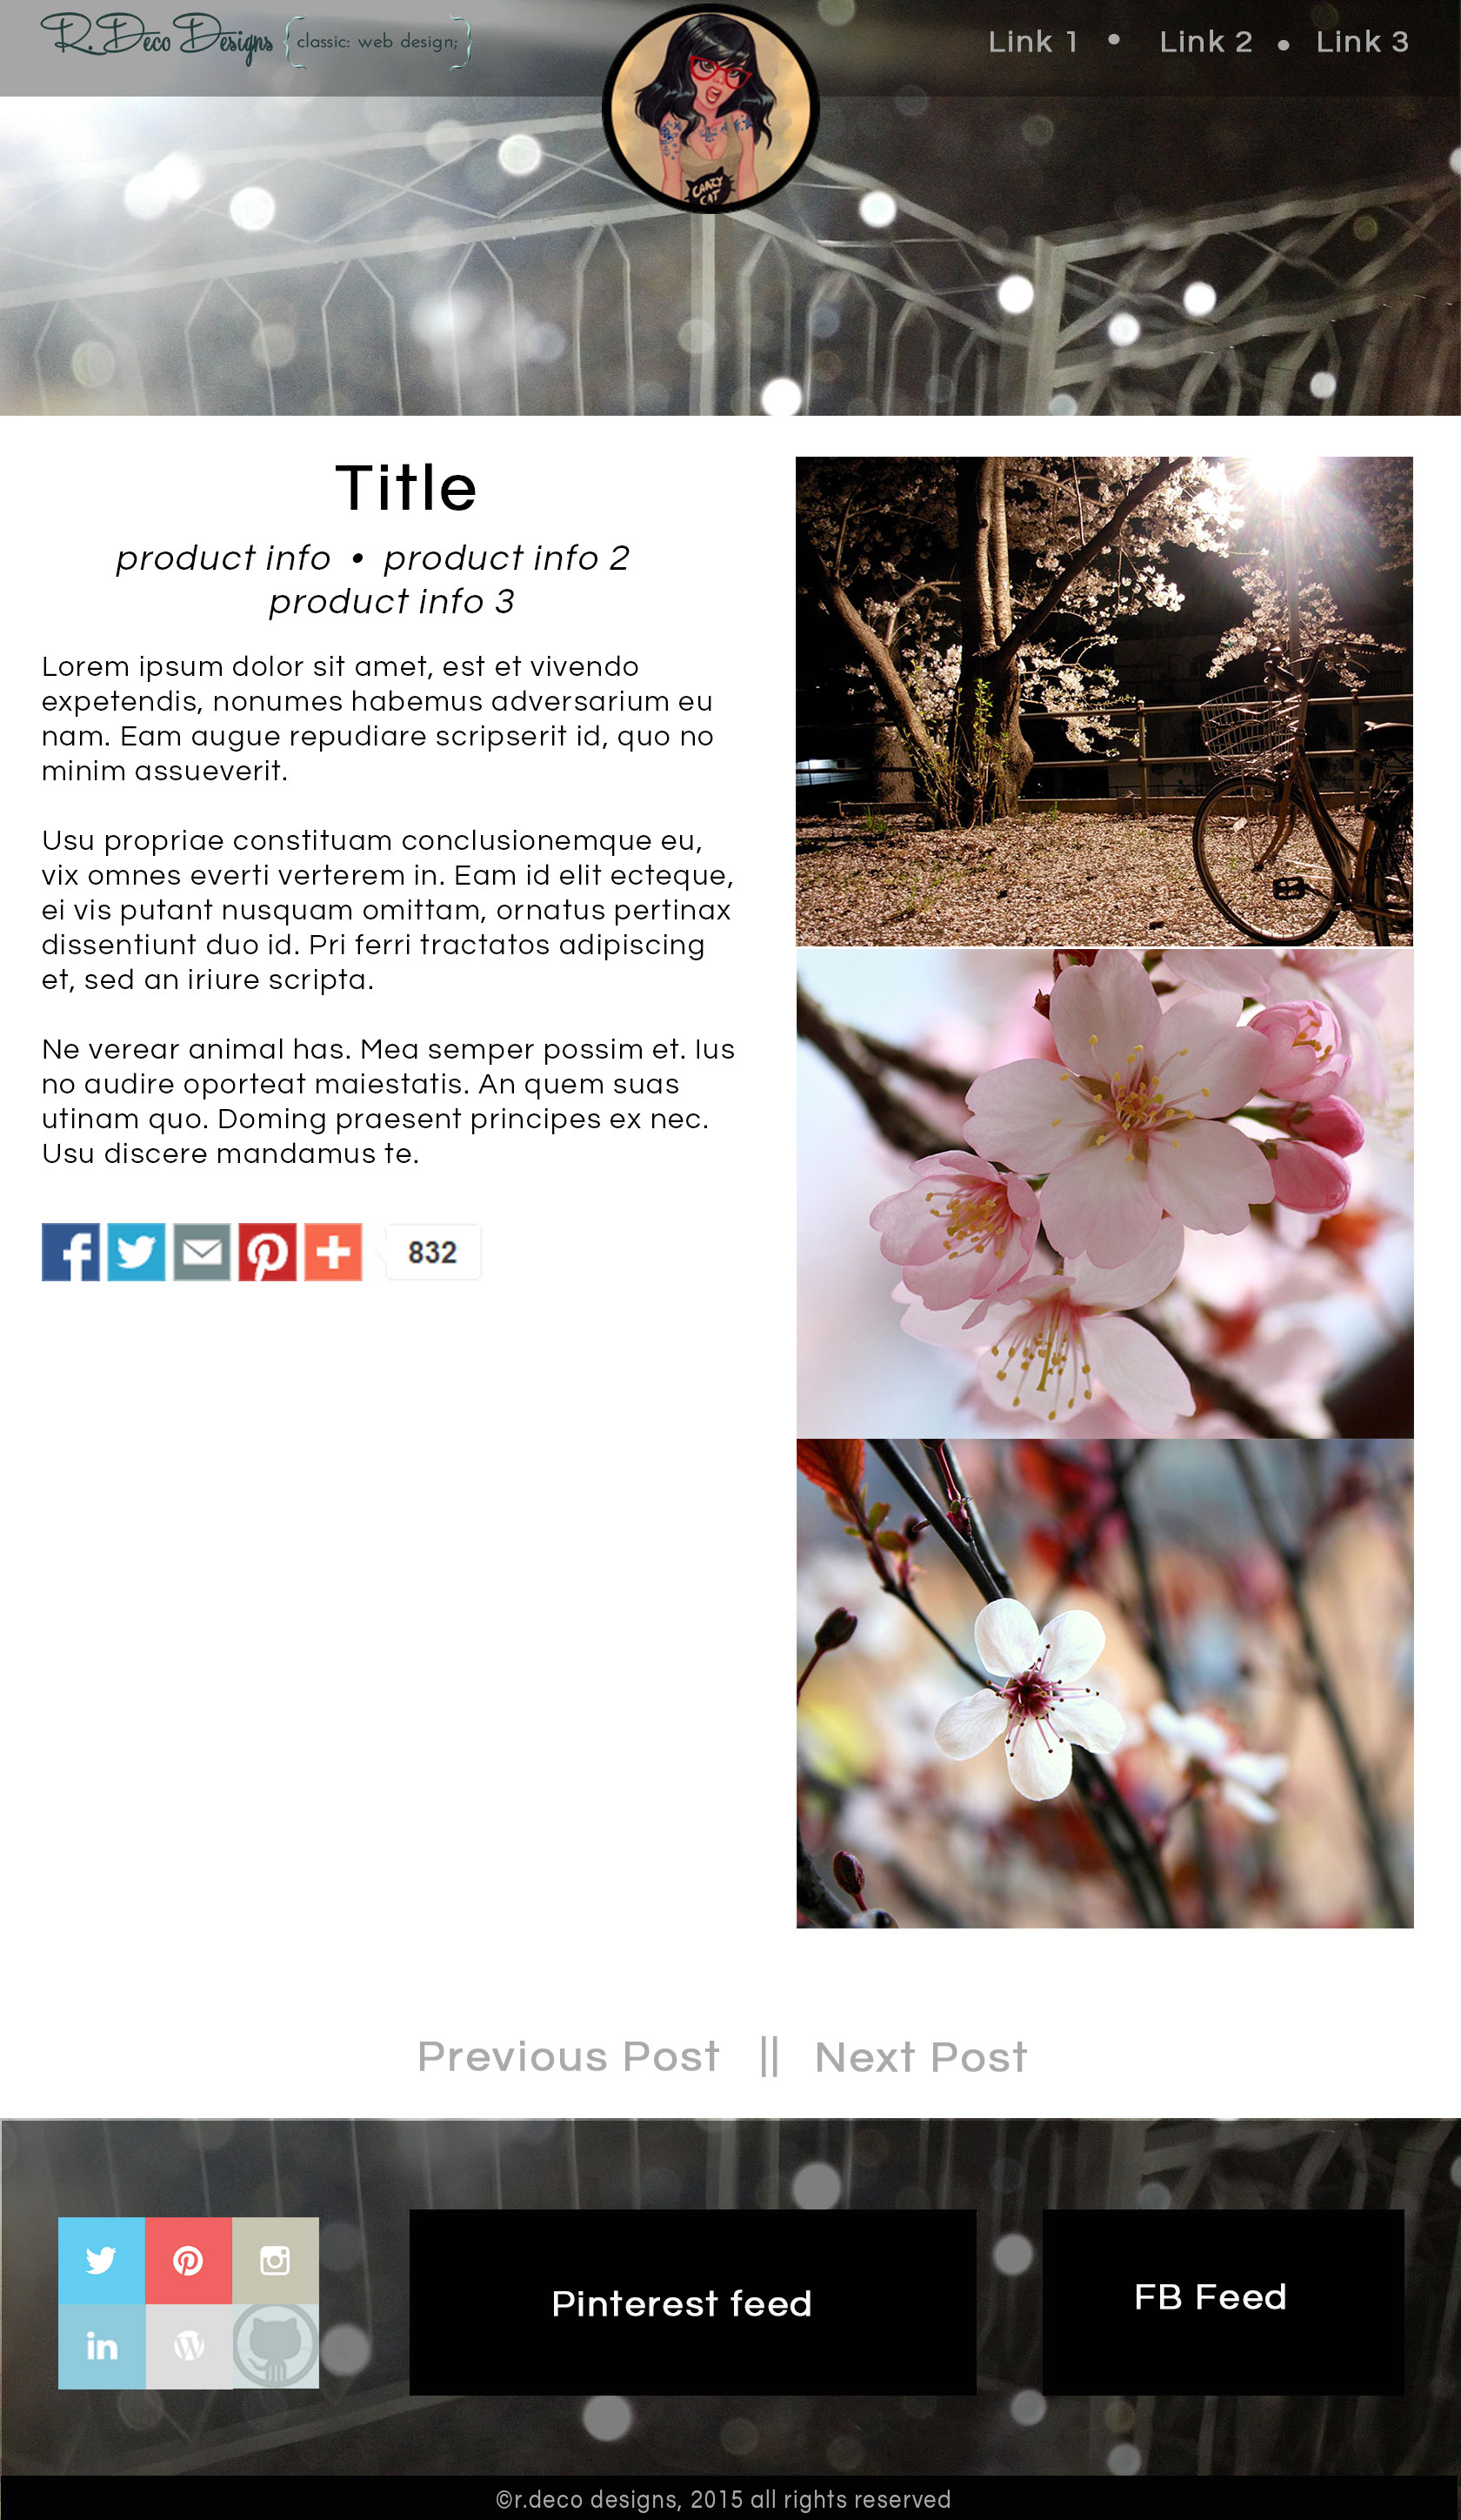 R. Deco Designs { classic: web design; }
CRAZY
CAT
Link 1 • Link 2 • Link 3
Title
product info • product info 2
product info 3
Lorem ipsum dolor sit amet, est et vivendo
expetendis, nonumes habemus adversarium eu
nam. Eam augue repudiare scripserit id, quo no
minim assueverit.
Usu propriae constituam conclusionemque eu,
vix omnes everti verterem in. Eam id elit ecteque,
ei vis putant nusquam omittam, ornatus pertinax
dissentiunt duo id. Pri ferri tractatos adipiscing
et, sed an iriure scripta.
Ne verear animal has. Mea semper possim et. Ius
no audire oporteat maiestatis. An quem suas
utinam quo. Doming praesent principes ex nec.
Usu discere mandamus te.
832
Previous Post || Next Post
Pinterest feed
FB Feed
©r.deco designs, 2015 all rights reserved